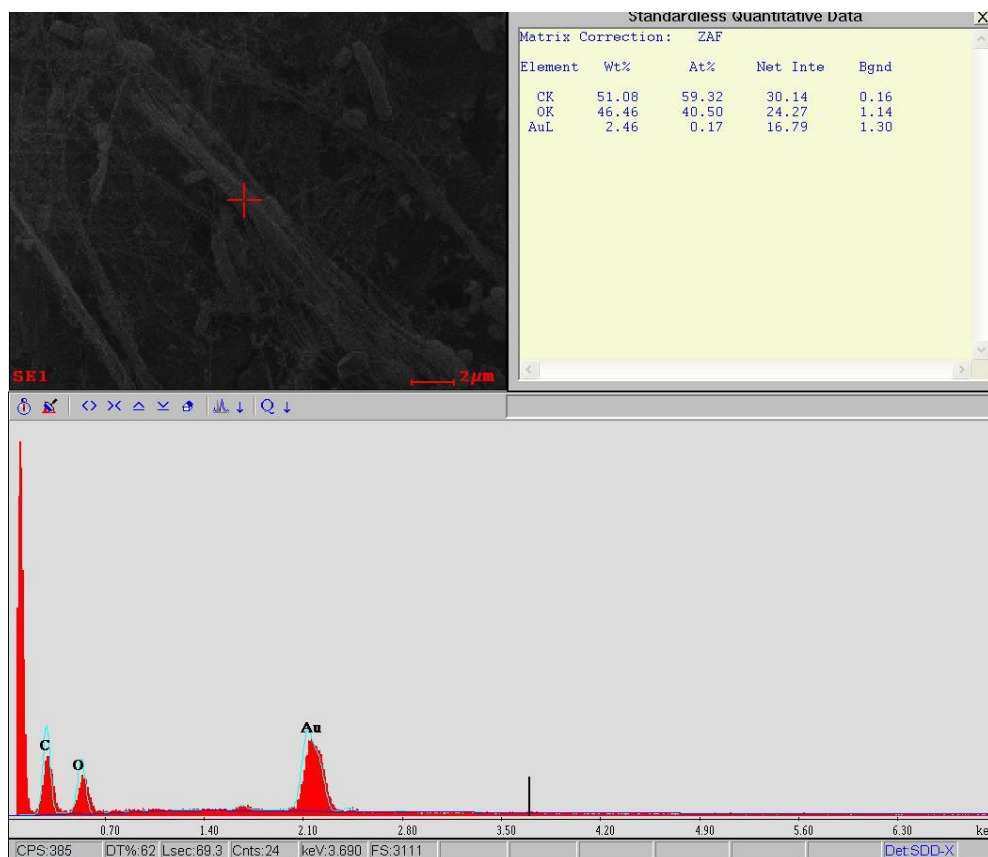 Standardless Quantitative Data X
Matrix Correction: ZAF
Element Wt% At% Net Inte Bgnd
CK 51.08 59.32 30.14 0.16
OK 46.46 40.50 24.27 1.14
AuL 2.46 0.17 16.79 1.30
SE1 2µm
Q
C
O
Au
0.70 1.40 2.10 2.80 3.50 4.20 4.90 5.60 6.30 ke
CPS:385 DT%:62 Lsec:69.3 Cnts:24 keV:3.690 FS:3111 Det:SDD-X